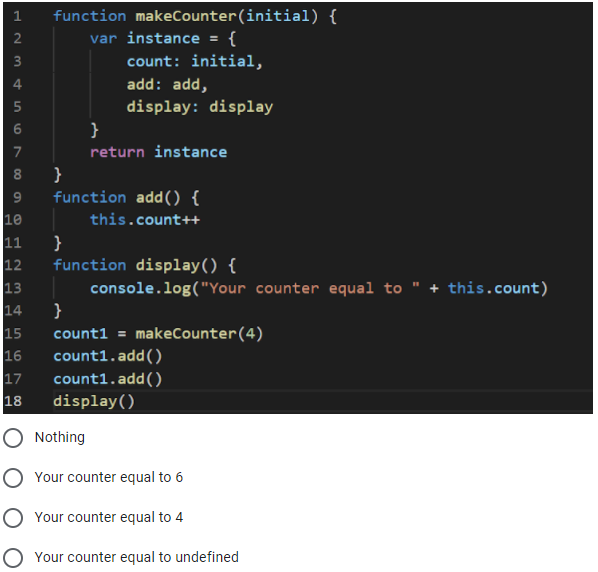 1 function makeCounter(initial) {
2 var instance = {
3 count: initial,
4 add: add,
5 display: display
6 }
7 return instance
8 }
9 function add() {
10 this.count++
11 }
12 function display() {
13 console.log("Your counter equal to " + this.count)
14 }
15 count1 = makeCounter(4)
16 count1.add()
17 count1.add()
18 display()
Nothing
Your counter equal to 6
Your counter equal to 4
Your counter equal to undefined